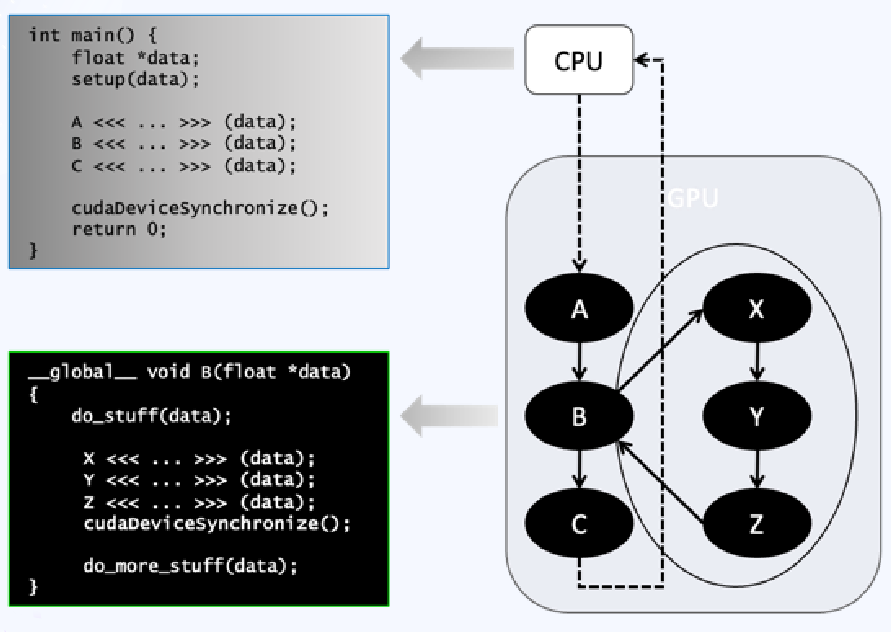 int main() {
float *data;
setup(data);
A <<< ... >>> (data);
B <<< ... >>> (data);
C <<< ... >>> (data);
cudaDeviceSynchronize();
return 0;
}
__global__ void B(float *data)
{
do_stuff(data);
X <<< ... >>> (data);
Y <<< ... >>> (data);
Z <<< ... >>> (data);
cudaDeviceSynchronize();
do_more_stuff(data);
}
CPU
GPU
A
X
B
Y
C
Z